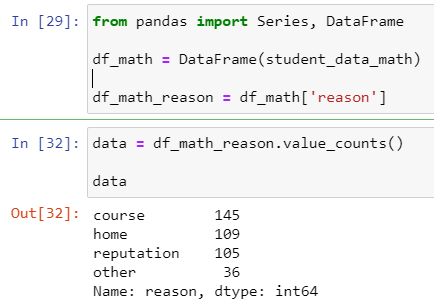 In [29]: from pandas import Series, DataFrame
df_math = DataFrame(student_data_math)
df_math_reason = df_math['reason']
In [32]: data = df_math_reason.value_counts()
data
Out[32]: course 145
home 109
reputation 105
other 36
Name: reason, dtype: int64